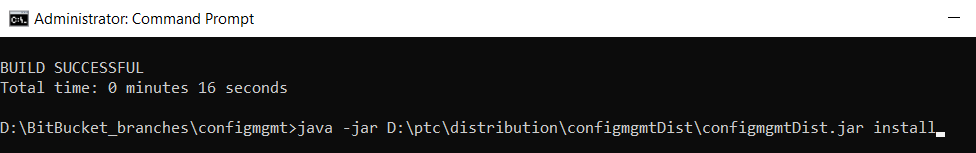 Administrator: Command Prompt
BUILD SUCCESSFUL
Total time: 0 minutes 16 seconds
D:\BitBucket_branches\configmgmt>java -jar D:\ptc\distribution\configmgmtDist\configmgmtDist.jar install